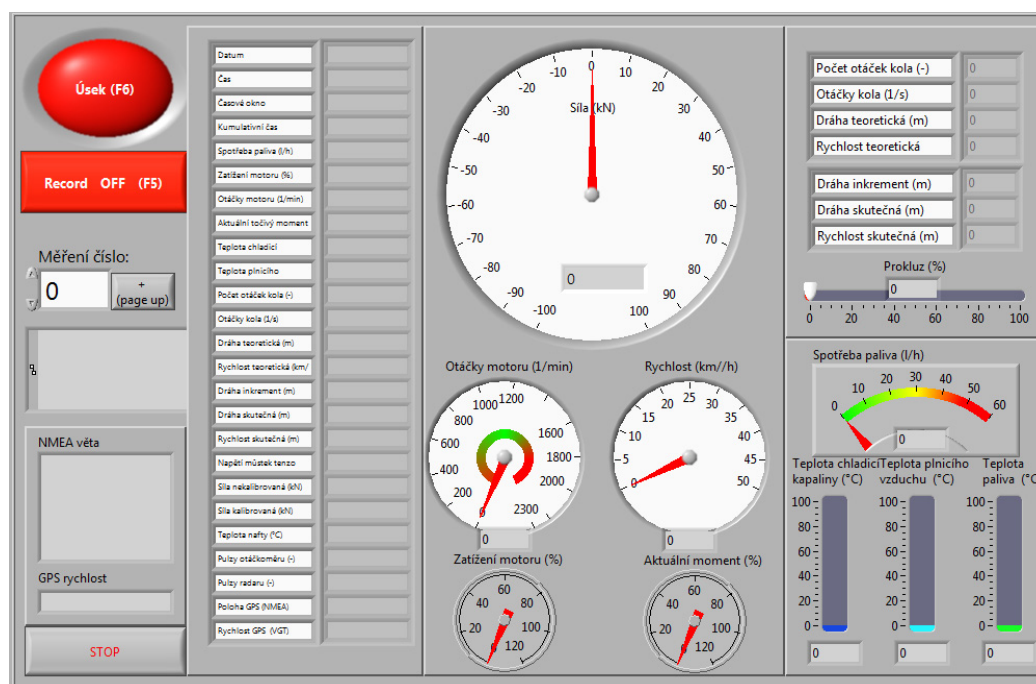 Úsek (F6)
Record OFF (F5)
Měření číslo:
0
+
(page up)
NMEA věta
GPS rychlost
STOP
Datum
Čas
Časové okno
Kumulativní čas
Spotřeba paliva (l/h)
Zatížení motoru (%)
Otáčky motoru (1/min)
Aktuální točivý moment
Teplota chladicí
Teplota plnicího
Počet otáček kola (-)
Otáčky kola (1/s)
Dráha teoretická (m)
Rychlost teoretická (km/
Dráha inkrement (m)
Dráha skutečná (m)
Rychlost skutečná (m)
Napětí můstek tenzo
Síla nekalibrovaná (kN)
Síla kalibrovaná (kN)
Teplota nafty (°C)
Pulzy otáčkoměru (-)
Pulzy radaru (-)
Poloha GPS (NMEA)
Rychlost GPS (VGT)
-10 0 10
-20 20
-30 30
Síla (kN)
-40 40
-50 50
-60 60
-70 70
-80 80
-90 90
-100 100
0
Otáčky motoru (1/min)
1000 1200
800
600 1600
400 1800
200 2000
0 2300
0
Rychlost (km//h)
20 25 30
15 35
10 40
5 45
0 50
0
Zatížení motoru (%)
60
40 80
20
0 120
Aktuální moment (%)
60
40 80
20
0 120
Počet otáček kola (-) 0
Otáčky kola (1/s) 0
Dráha teoretická (m) 0
Rychlost teoretická 0
Dráha inkrement (m) 0
Dráha skutečná (m) 0
Rychlost skutečná (m) 0
Prokluz (%)
0
0 20 40 60 80 100
Spotřeba paliva (l/h)
20 30 40
10 50
0 60
0
Teplota chladicí
kapaliny (°C)
100
80
60
40
20
0
0
Teplota plnicího
vzduchu (°C)
100
80
60
40
20
0
0
Teplota
paliva (°C
100
80
60
40
20
0
0